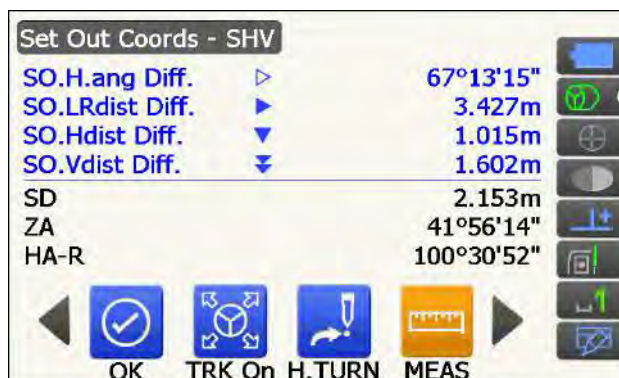 Set Out Coords - SHV
SO.H.ang Diff. 67°13'15"
SO.LRdist Diff. 3.427m
SO.Hdist Diff. 1.015m
SO.Vdist Diff. 1.602m
SD 2.153m
ZA 41°56'14"
HA-R 100°30'52"
OK TRK On H.TURN MEAS